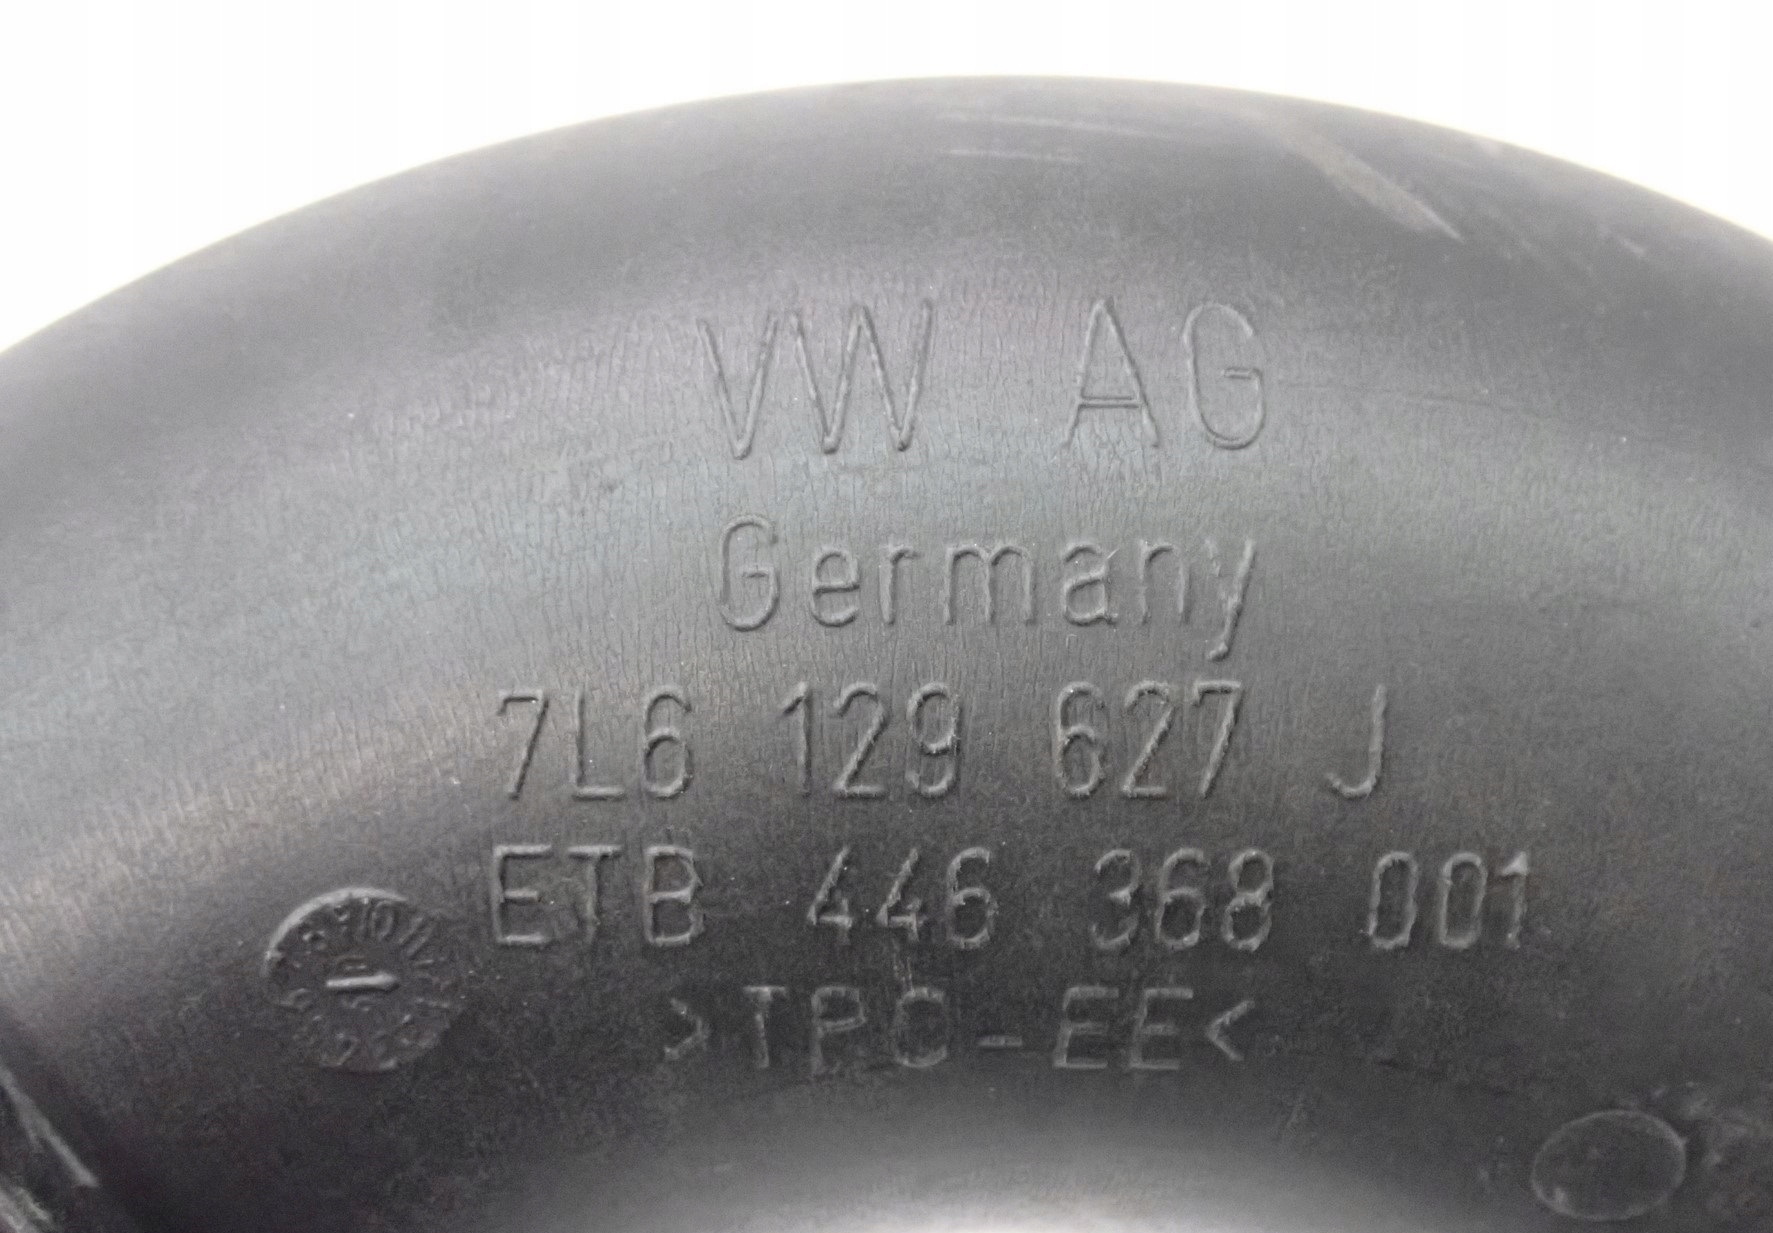 VW AG
Germany
7L6 129 627 J
ETB 446 368 001
>TPO-EE<